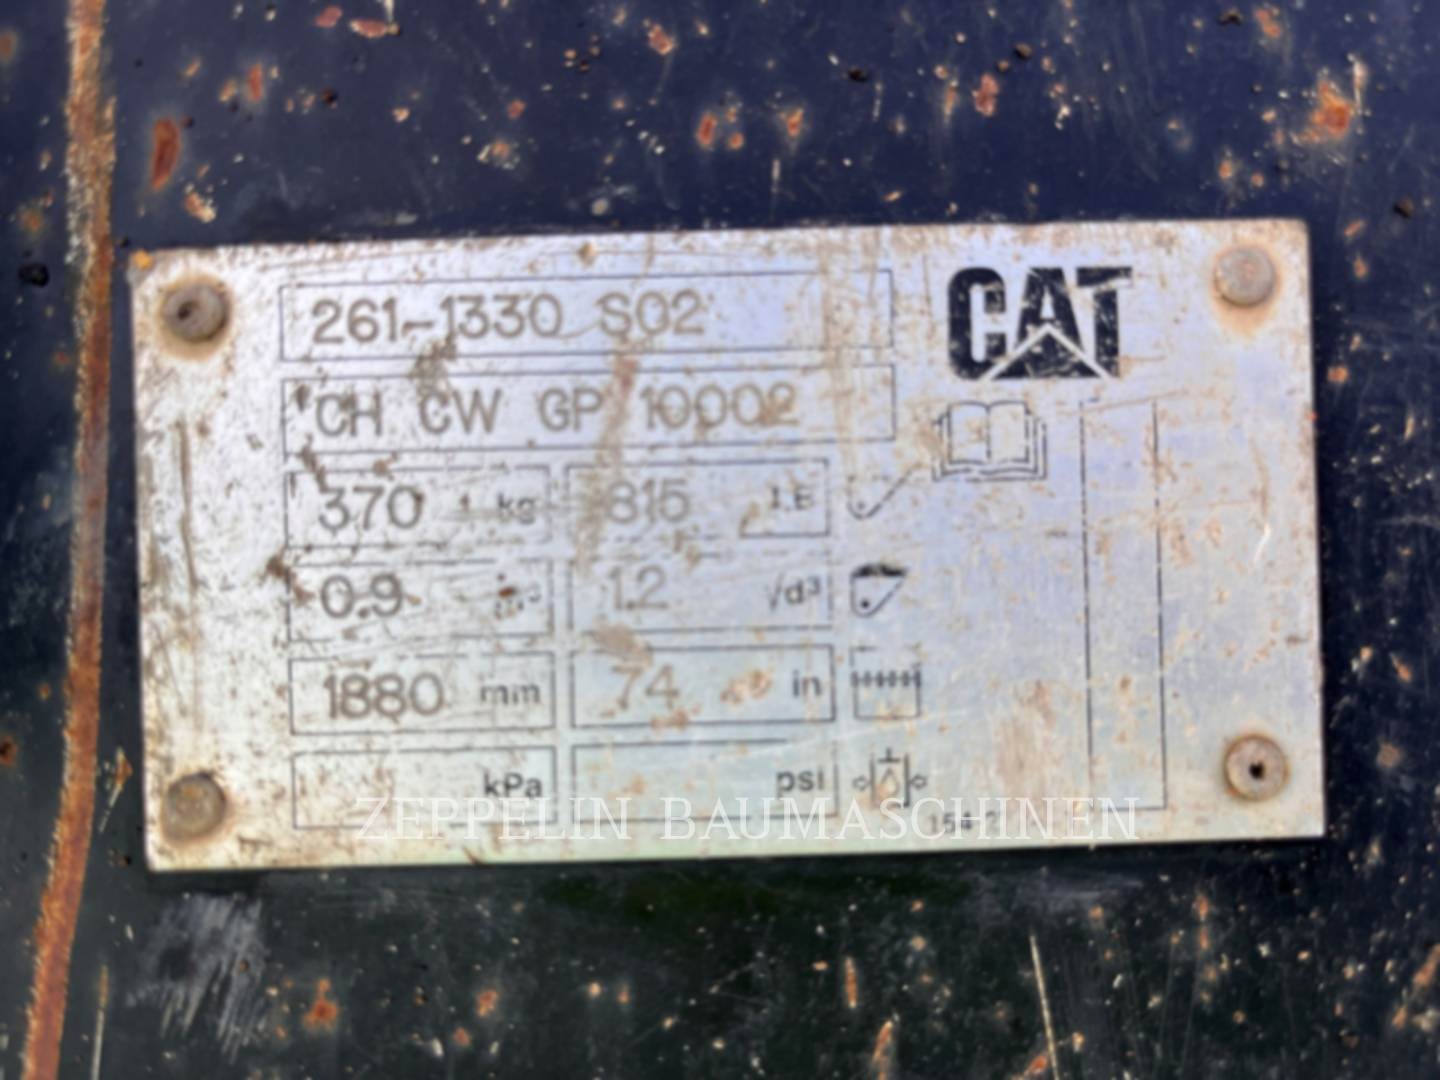 261-1330 S02
CAT
CH CW GP 10002
370 kg 815
0.9 1.2 yd³
1880 mm 74 in
kPa psi
ZEPPELIN BAUMASCHINEN